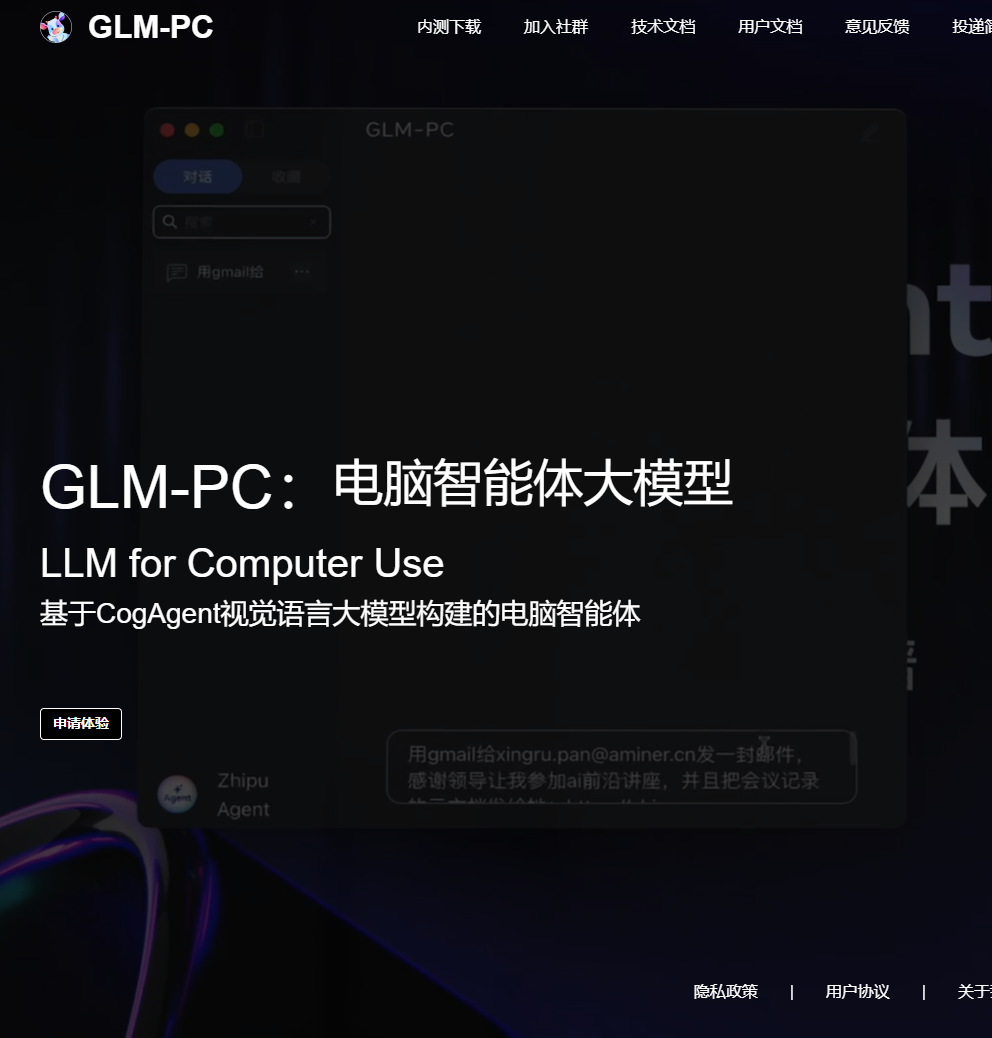 GLM-PC
内测下载
加入社群
技术文档
用户文档
意见反馈
投递
GLM-PC
对话
收藏
搜索
用gmail给
nt
体
GLM-PC：电脑智能体大模型
LLM for Computer Use
基于CogAgent视觉语言大模型构建的电脑智能体
申请体验
用gmail给xingru.pan@aminer.cn发一封邮件，
感谢领导让我参加ai前沿讲座，并且把会议记录
Zhipu
Agent
Agent
隐私政策 | 用户协议 | 关于